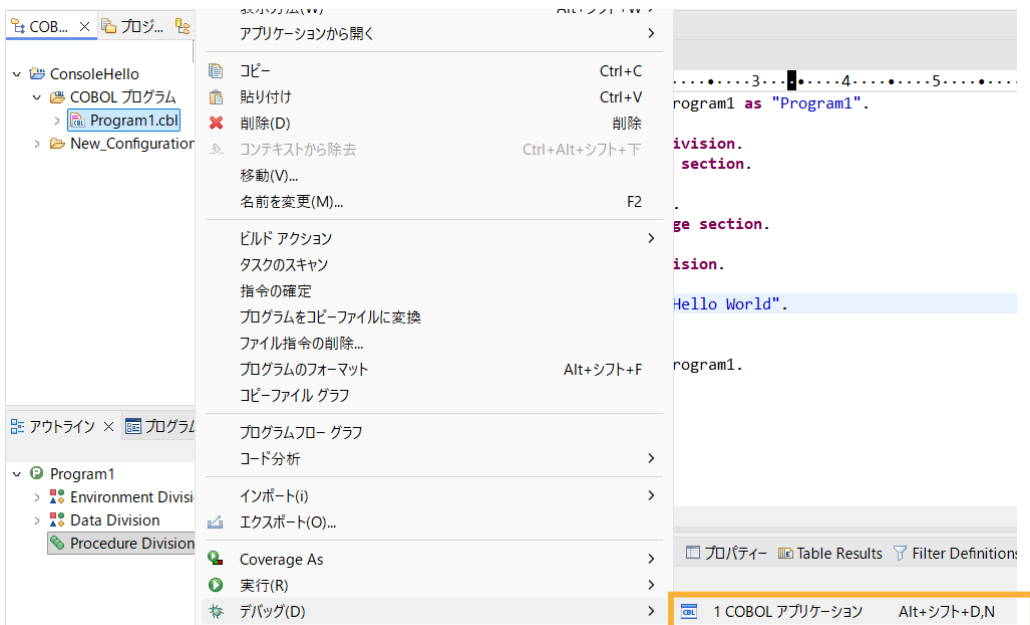 COB... プロジ...
ConsoleHello
COBOL プログラム
Program1.cbl
New_Configuration
アプリケーションから開く
コピー Ctrl+C
貼り付け Ctrl+V
削除(D) 削除
コンテキストから除去 Ctrl+Alt+シフト+下
移動(V)...
名前を変更(M)... F2
ビルド アクション
タスクのスキャン
指令の確定
プログラムをコピーファイルに変換
ファイル指令の削除...
プログラムのフォーマット Alt+シフト+F
コピーファイル グラフ
プログラムフロー グラフ
コード分析
インポート(i)
エクスポート(O)...
Coverage As
実行(R)
デバッグ(D)
1 COBOL アプリケーション Alt+シフト+D,N
····•····3·····•····4····•····5····•···
rogram1 as "Program1".
ivision.
section.
.
ge section.
ision.
Hello World".
rogram1.
アウトライン プログラム
Program1
Environment Divisi
Data Division
Procedure Division
プロパティー Table Results Filter Definitions